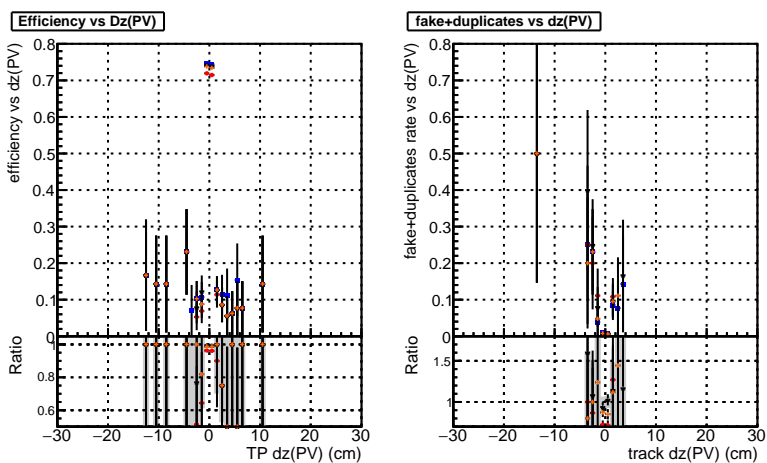 Efficiency vs Dz(PV)
efficiency vs dz(PV)
0.8
0.7
0.6
0.5
0.4
0.3
0.2
0.1
0
Ratio
1
0.8
0.6
−30 −20 −10 0 10 20 30
TP dz(PV) (cm)
fake+duplicates vs dz(PV)
fake+duplicates rate vs dz(PV)
0.8
0.7
0.6
0.5
0.4
0.3
0.2
0.1
0
Ratio
1.5
1
−30 −20 −10 0 10 20 30
track dz(PV) (cm)